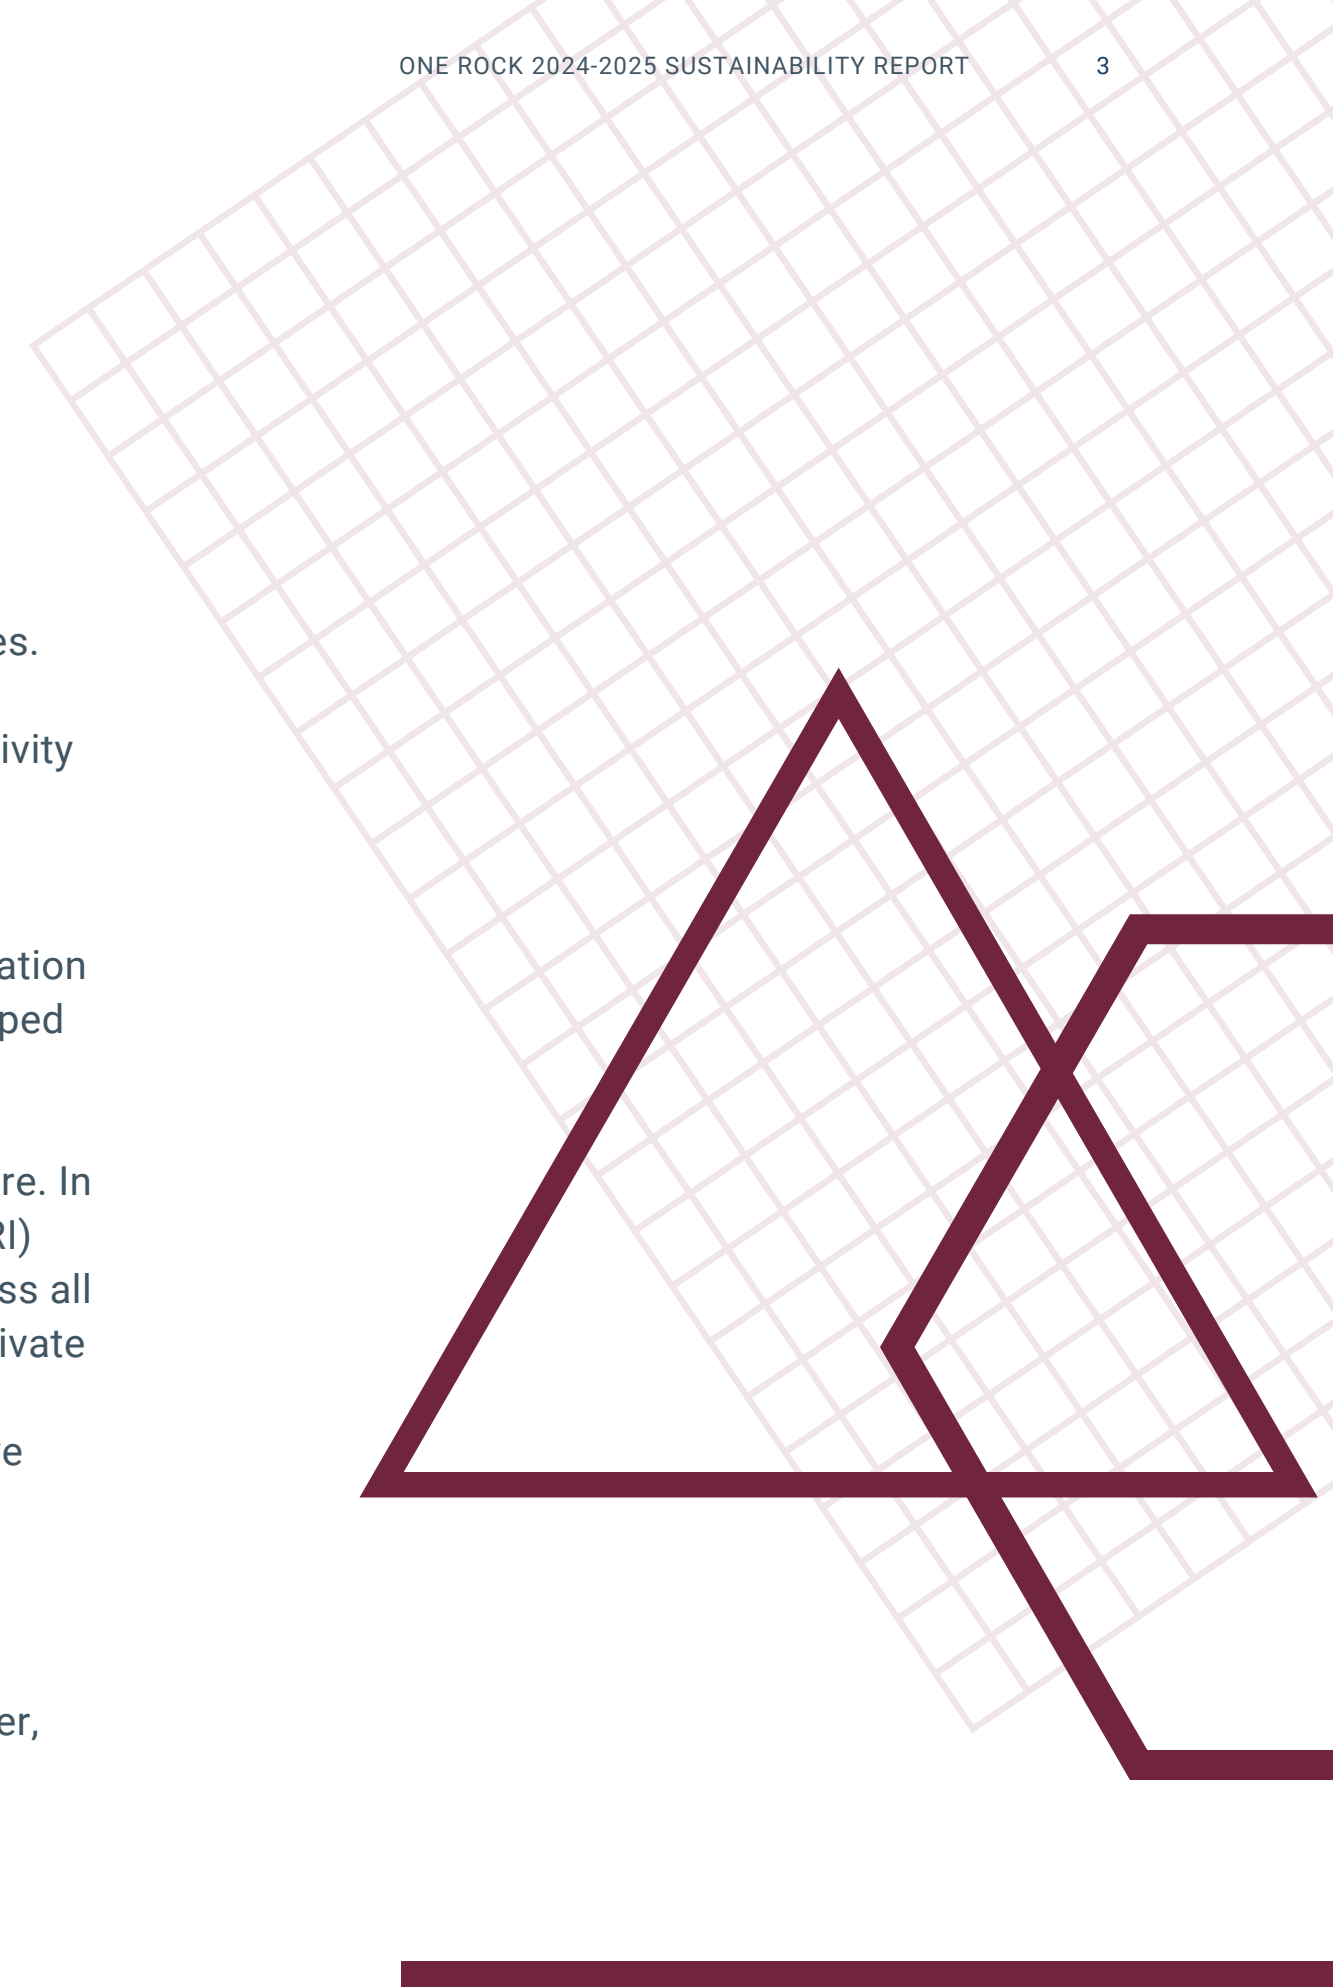 ONE ROCK 2024-2025 SUSTAINABILITY REPORT 3
es.
ivity
ation
ped
re. In
RI)
ss all
ivate
e
er,